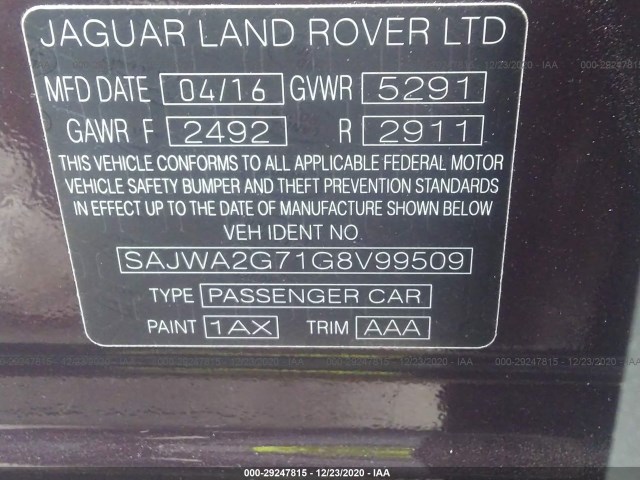 JAGUAR LAND ROVER LTD
MFD DATE 04/16 GVWR 5291
GAWR F 2492 R 2911
THIS VEHICLE CONFORMS TO ALL APPLICABLE FEDERAL MOTOR
VEHICLE SAFETY BUMPER AND THEFT PREVENTION STANDARDS
IN EFFECT UP TO THE DATE OF MANUFACTURE SHOWN BELOW
VEH IDENT NO.
SAJWA2G71G8V99509
TYPE PASSENGER CAR
PAINT 1AX TRIM AAA
000-29247815 - 12/23/2020 - IAA